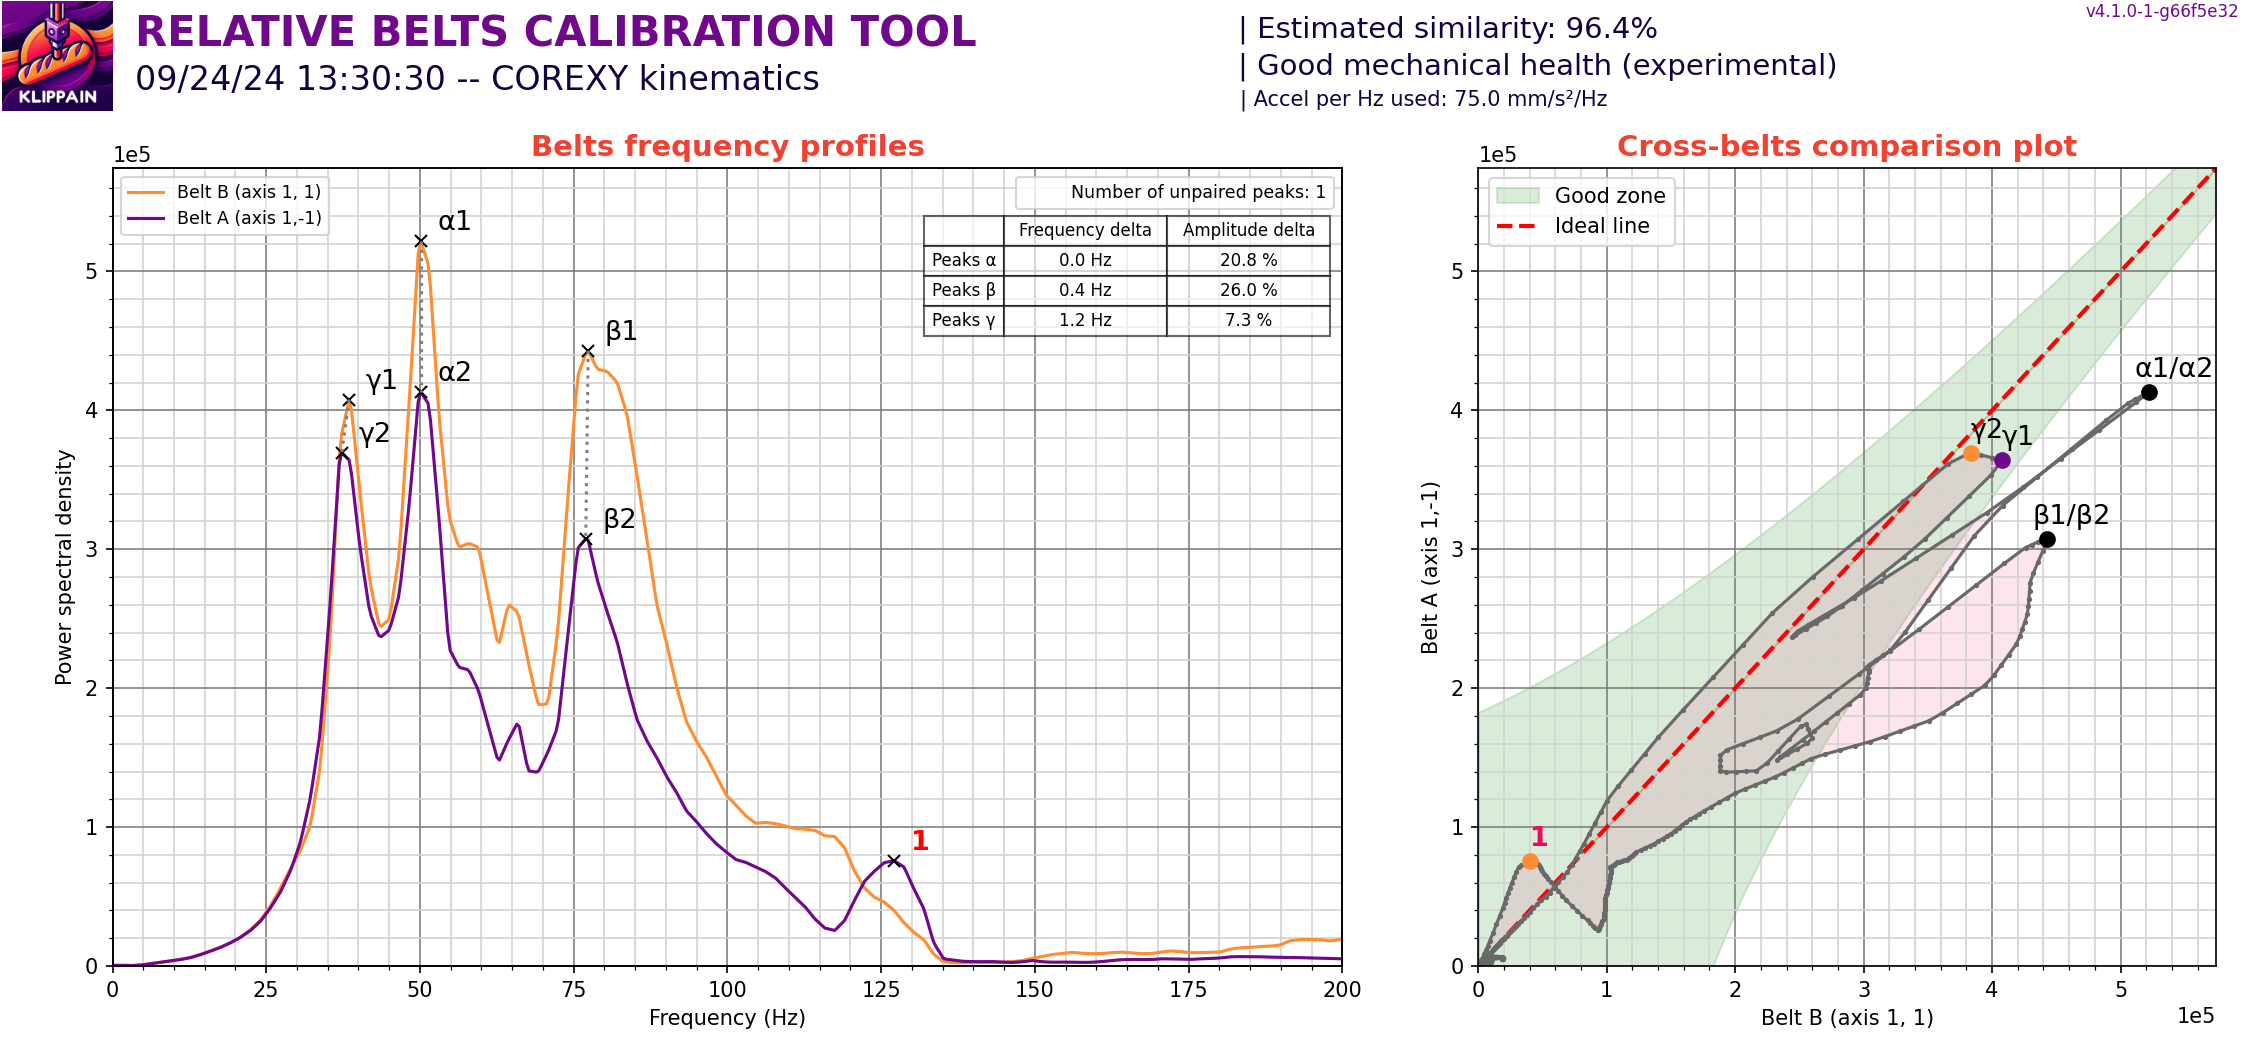 KLIPPAIN
RELATIVE BELTS CALIBRATION TOOL
09/24/24 13:30:30 -- COREXY kinematics
| Estimated similarity: 96.4%
| Good mechanical health (experimental)
| Accel per Hz used: 75.0 mm/s²/Hz
v4.1.0-1-g66f5e32
Belts frequency profiles
1e5
Belt B (axis 1, 1)
Belt A (axis 1,-1)
Number of unpaired peaks: 1
Frequency delta Amplitude delta
Peaks α 0.0 Hz 20.8 %
Peaks β 0.4 Hz 26.0 %
Peaks γ 1.2 Hz 7.3 %
α1
α2
β1
β2
γ1
γ2
1
Power spectral density
5
4
3
2
1
0
0 25 50 75 100 125 150 175 200
Frequency (Hz)
Cross-belts comparison plot
1e5
Good zone
Ideal line
α1/α2
γ2
γ1
β1/β2
1
Belt A (axis 1,-1)
5
4
3
2
1
0
0 1 2 3 4 5
Belt B (axis 1, 1)
1e5